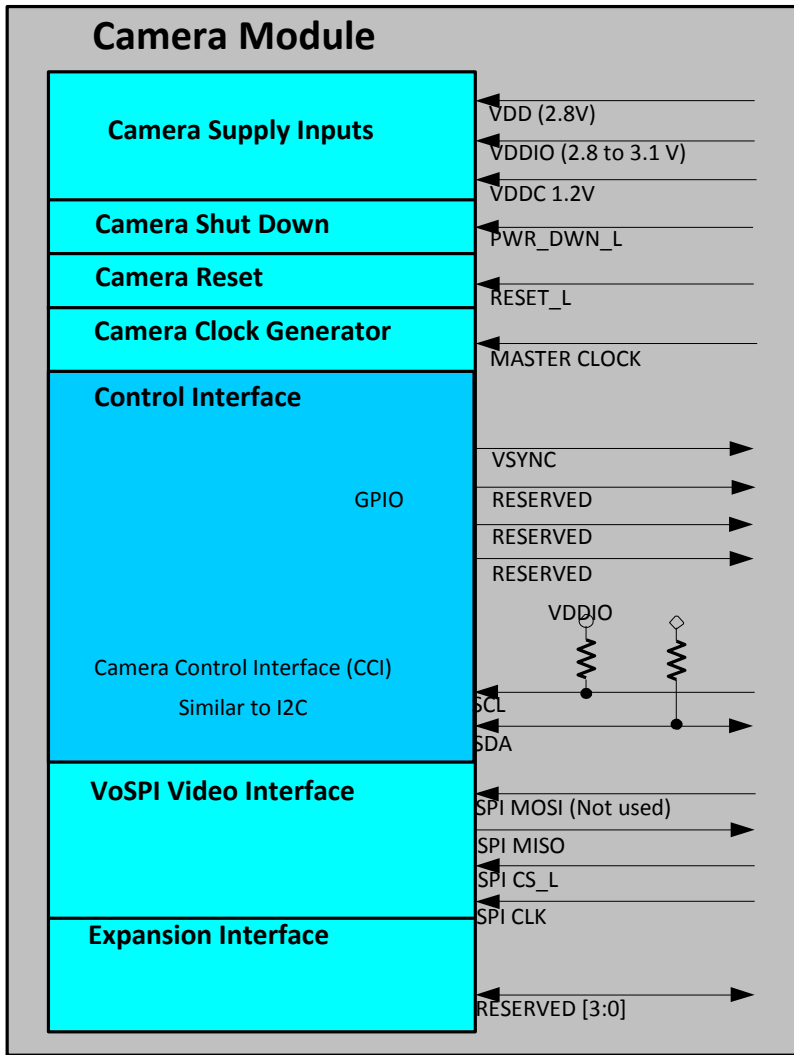 Camera Module
Camera Supply Inputs
VDD (2.8V)
VDDIO (2.8 to 3.1 V)
VDDC 1.2V
Camera Shut Down
PWR_DWN_L
Camera Reset
RESET_L
Camera Clock Generator
MASTER CLOCK
Control Interface
VSYNC
GPIO
RESERVED
RESERVED
RESERVED
VDDIO
Camera Control Interface (CCI)
Similar to I2C
SCL
SDA
VoSPI Video Interface
SPI MOSI (Not used)
SPI MISO
SPI CS_L
SPI CLK
Expansion Interface
RESERVED [3:0]